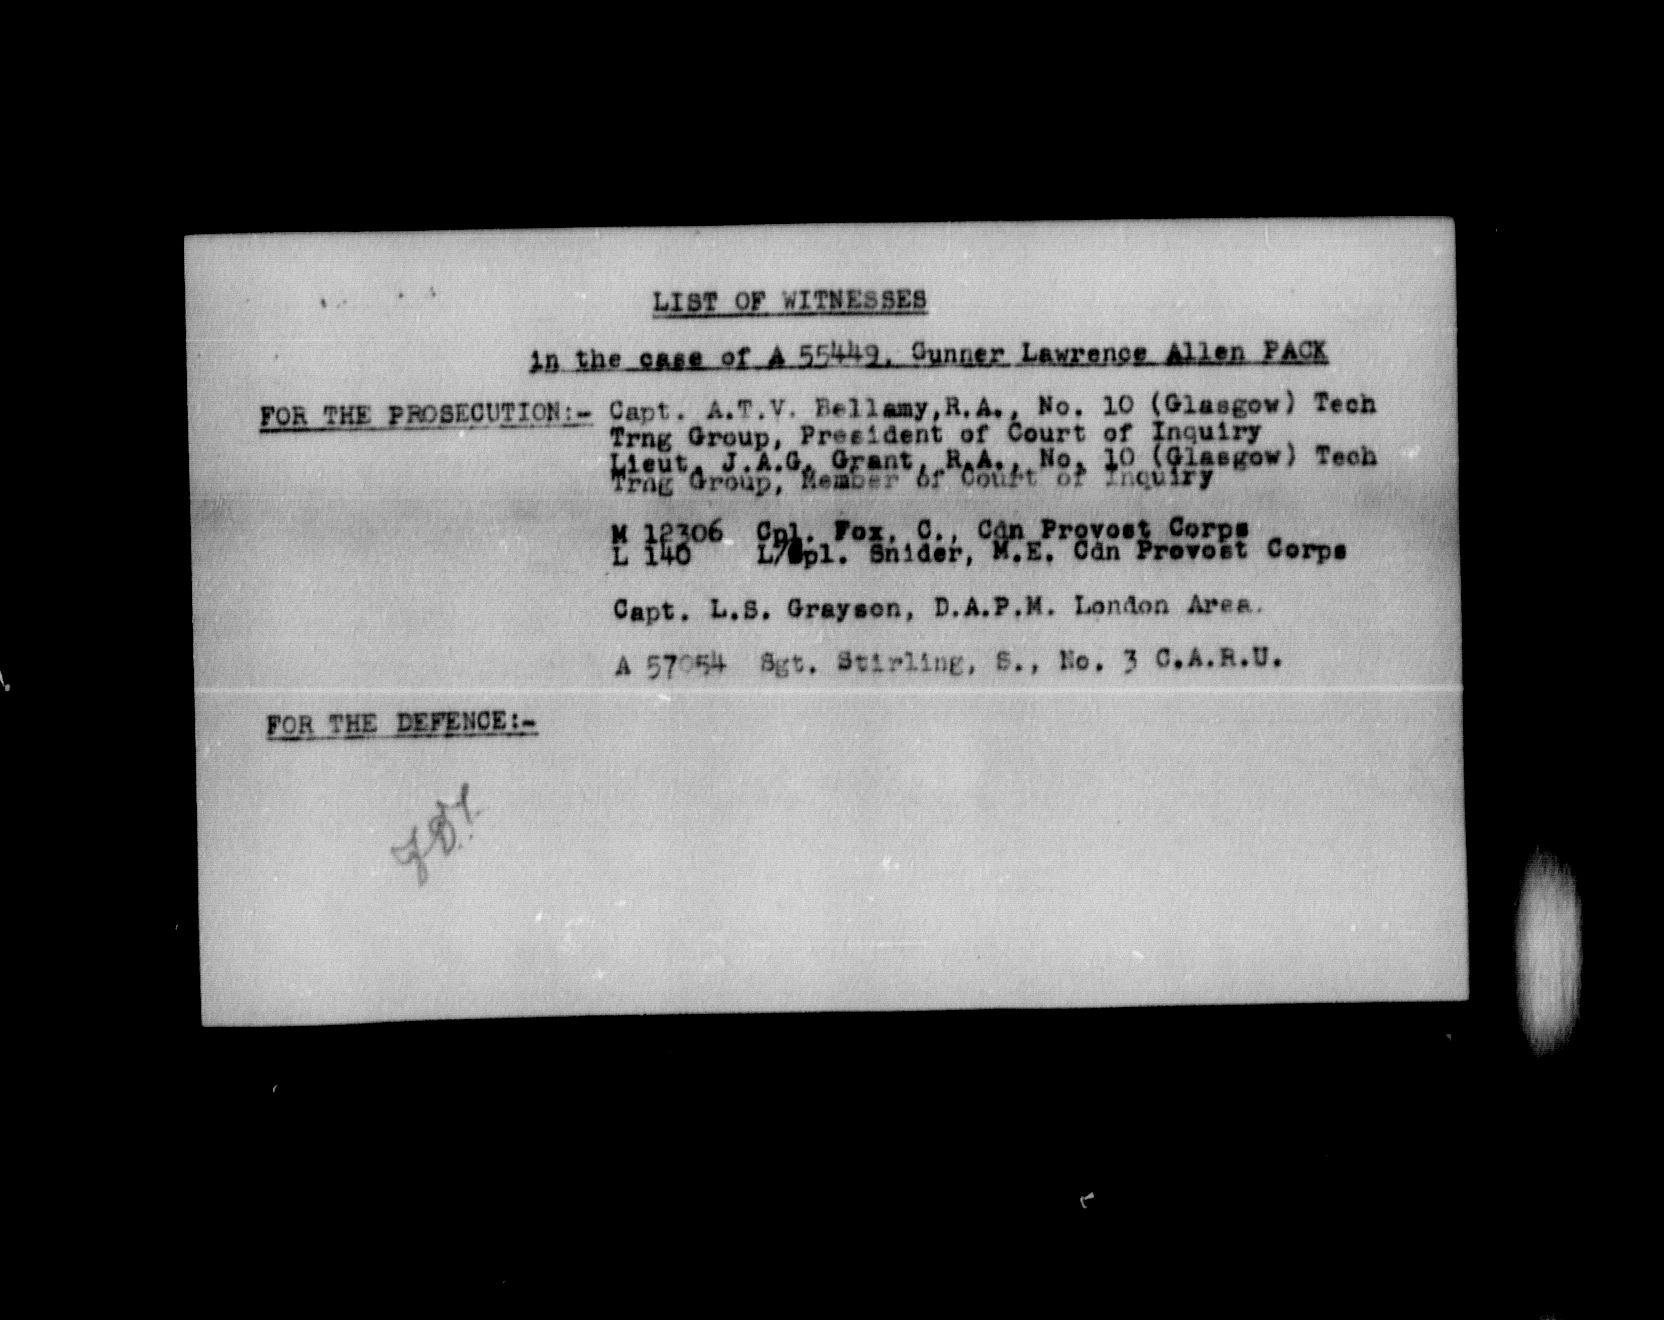 LIST OF WITNESSES
in the case of A 55449, Gunner Lawrence Allen PACK
FOR THE PROSECUTION:- Capt. A.T.V. Bellamy,R.A., No. 10 (Glasgow) Tech
Trng Group, President of Court of Inquiry
Lieut. J.A.G. Grant, R.A., No. 10 (Glasgow) Tech
Trng Group, Member of Court of Inquiry
M 12306 Cpl. Fox, C., Cdn Provost Corps
L 140 L/Cpl. Snider, M.E. Cdn Provost Corps
Capt. L.S. Grayson, D.A.P.M. London Area.
A 57054 Sgt. Stirling, S., No. 3 C.A.R.U.
FOR THE DEFENCE:-